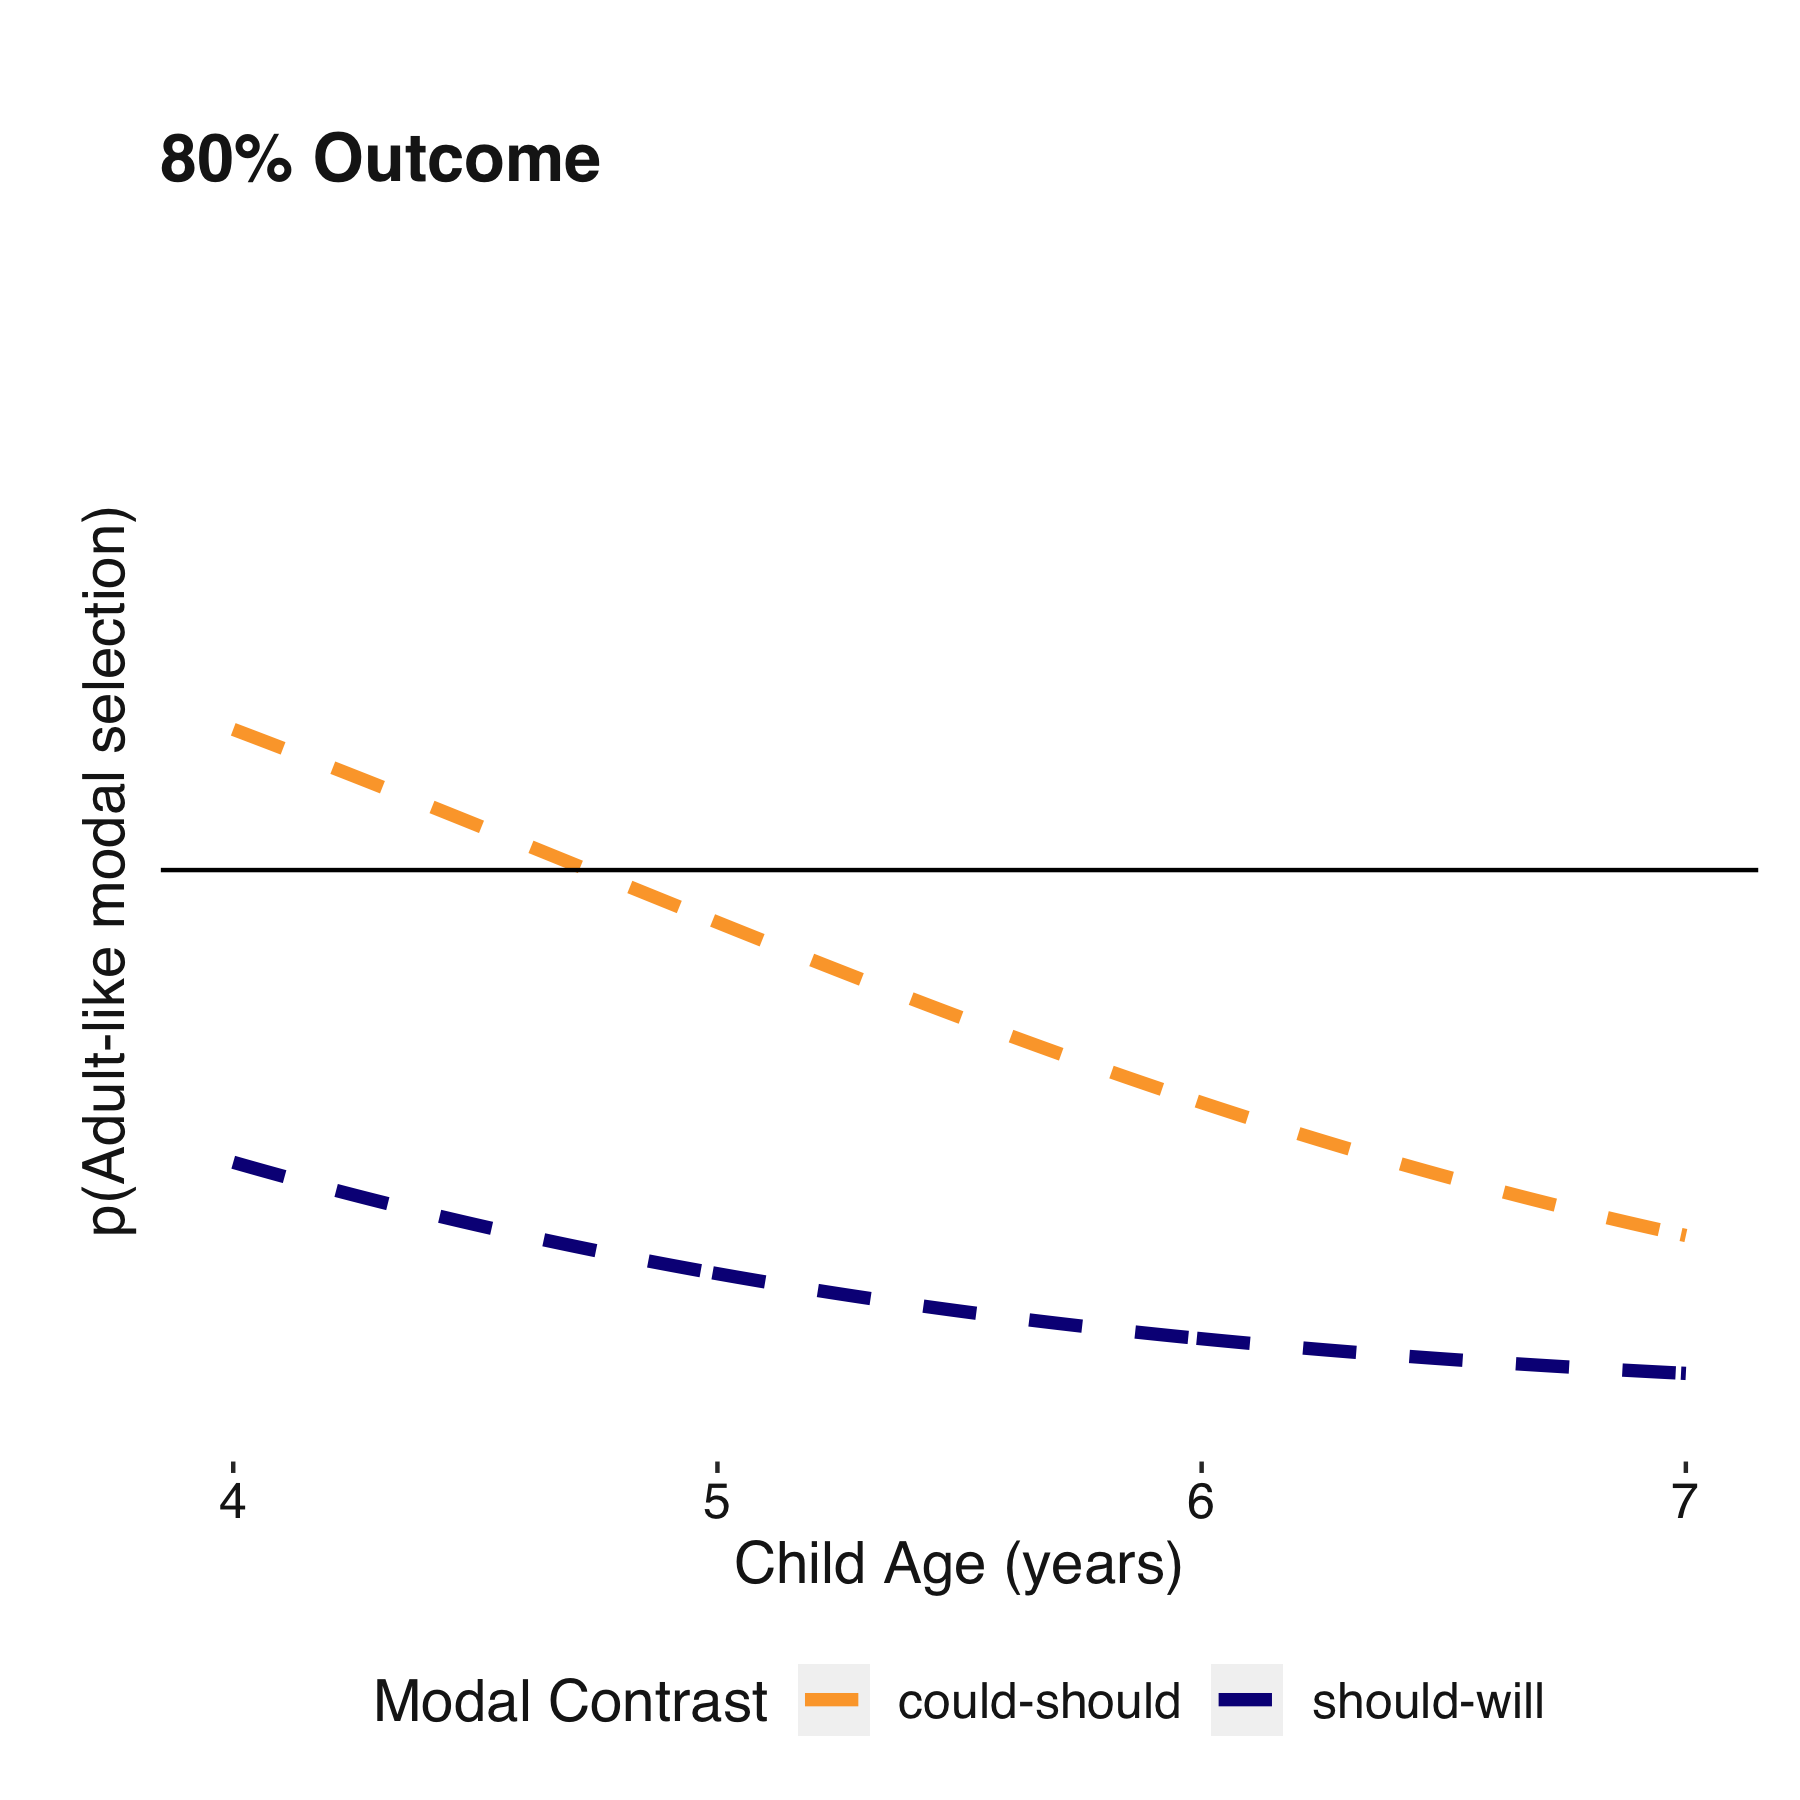 80% Outcome
p(Adult-like modal selection)
4 5 6 7
Child Age (years)
Modal Contrast could-should should-will